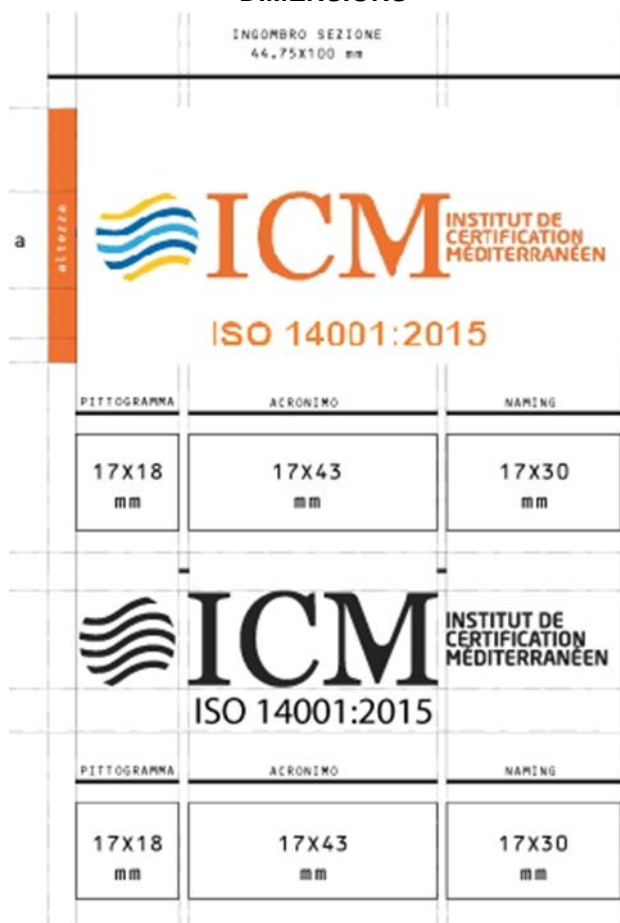 DIMENSIONS
INGOMBRO SEZIONE
44.75X100 mm
a
altezza
ICM
INSTITUT DE
CERTIFICATION
MÉDITERRANÉEN
ISO 14001:2015
PITTOGRAMMA ACRONIMO NAMING
17X18 17X43 17X30
mm mm mm
ICM
INSTITUT DE
CERTIFICATION
MÉDITERRANÉEN
ISO 14001:2015
PITTOGRAMMA ACRONIMO NAMING
17X18 17X43 17X30
mm mm mm